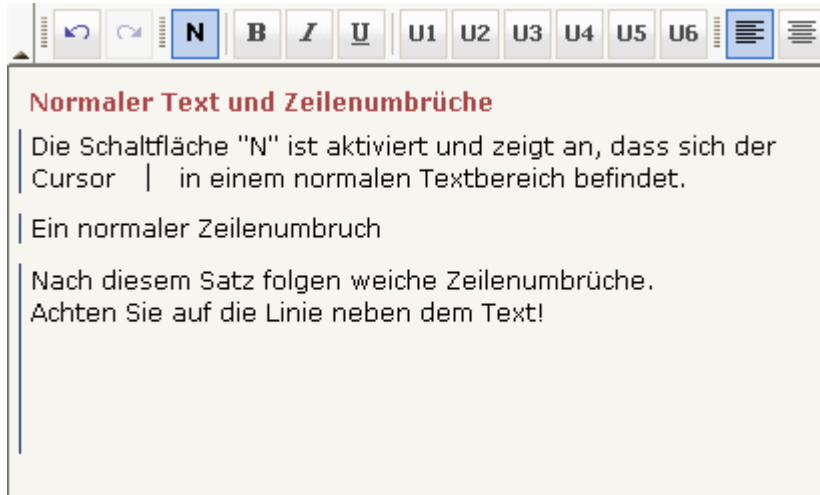 N B I U U1 U2 U3 U4 U5 U6
Normaler Text und Zeilenumbrüche
Die Schaltfläche "N" ist aktiviert und zeigt an, dass sich der
Cursor | in einem normalen Textbereich befindet.
Ein normaler Zeilenumbruch
Nach diesem Satz folgen weiche Zeilenumbrüche.
Achten Sie auf die Linie neben dem Text!